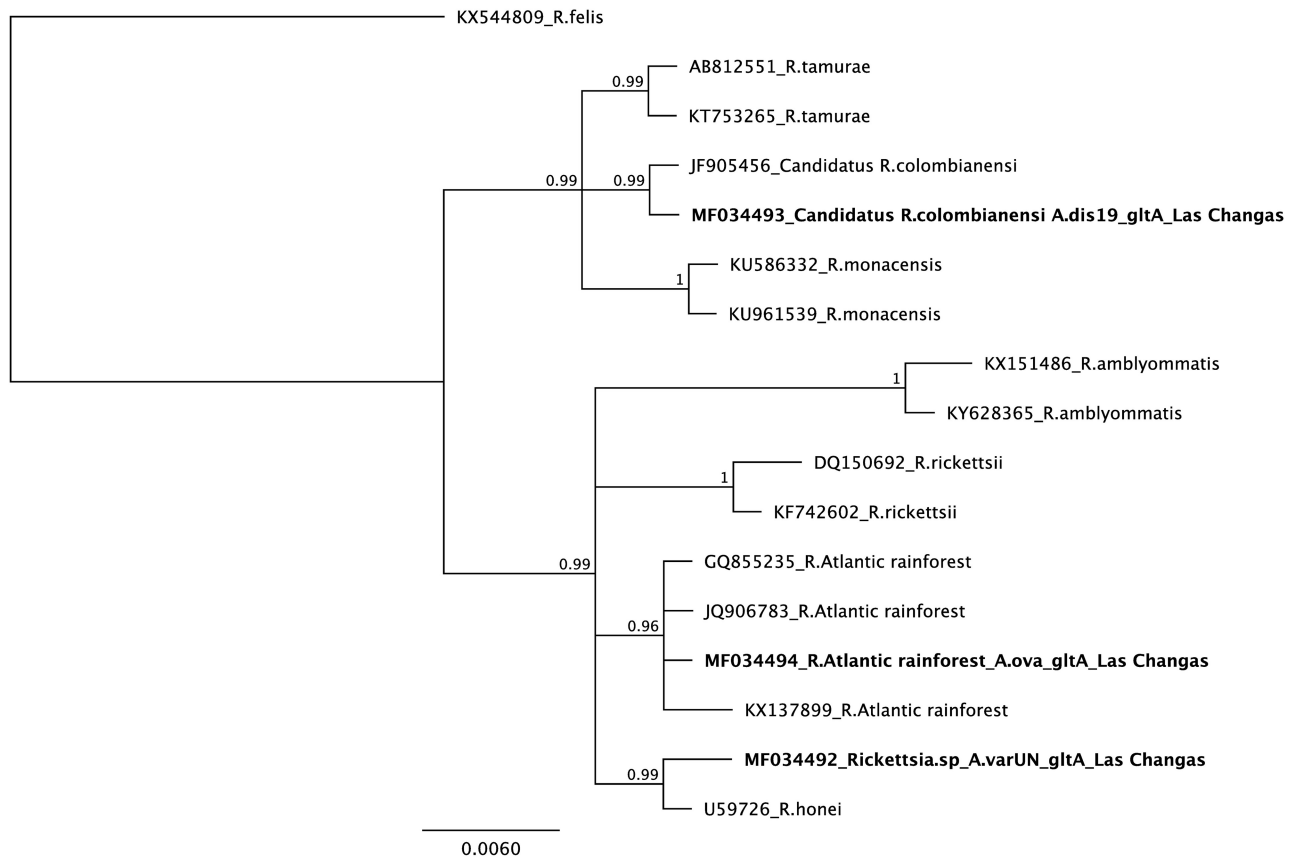 KX544809_R.felis
AB812551_R.tamurae
0.99
KT753265_R.tamurae
JF905456_Candidatus R.colombianensi
0.99
0.99
MF034493_Candidatus R.colombianensi A.dis19_gltA_Las Changas
KU586332_R.monacensis
1
KU961539_R.monacensis
KX151486_R.amblyommatis
1
KY628365_R.amblyommatis
DQ150692_R.rickettsii
1
KF742602_R.rickettsii
GQ855235_R.Atlantic rainforest
0.99
JQ906783_R.Atlantic rainforest
0.96
MF034494_R.Atlantic rainforest_A.ova_gltA_Las Changas
KX137899_R.Atlantic rainforest
MF034492_Rickettsia.sp_A.varUN_gltA_Las Changas
0.99
U59726_R.honei
0.0060